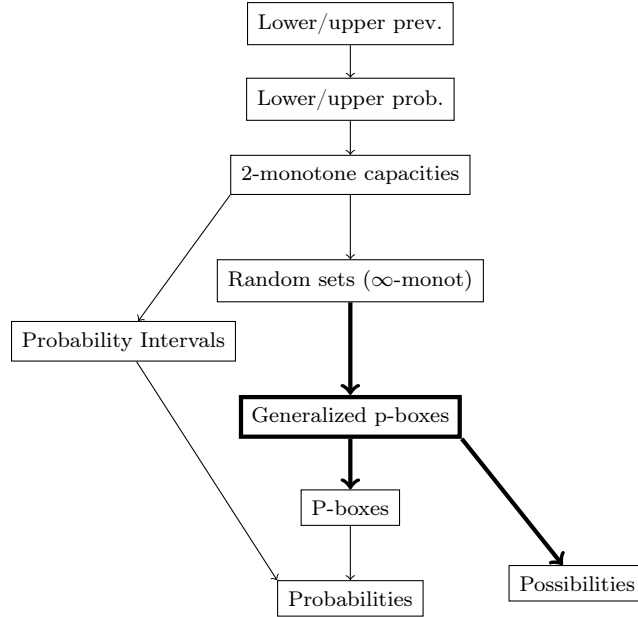 Lower/upper prev.
Lower/upper prob.
2-monotone capacities
Random sets (∞-monot)
Probability Intervals
Generalized p-boxes
P-boxes
Possibilities
Probabilities